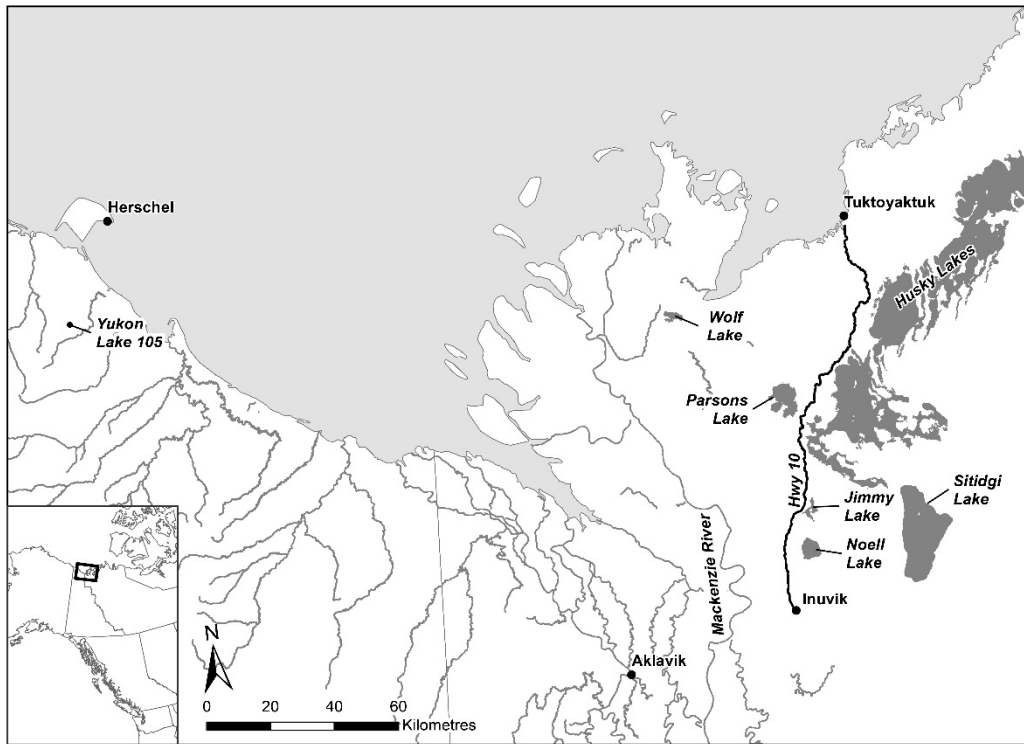 Herschel
Tuktoyaktuk
Husky Lakes
Yukon
Lake 105
Wolf
Lake
Parsons
Lake
Hwy 10
Jimmy
Lake
Sitidgi
Lake
Noell
Lake
Mackenzie River
Inuvik
Aklavik
N
0 20 40 60
Kilometres